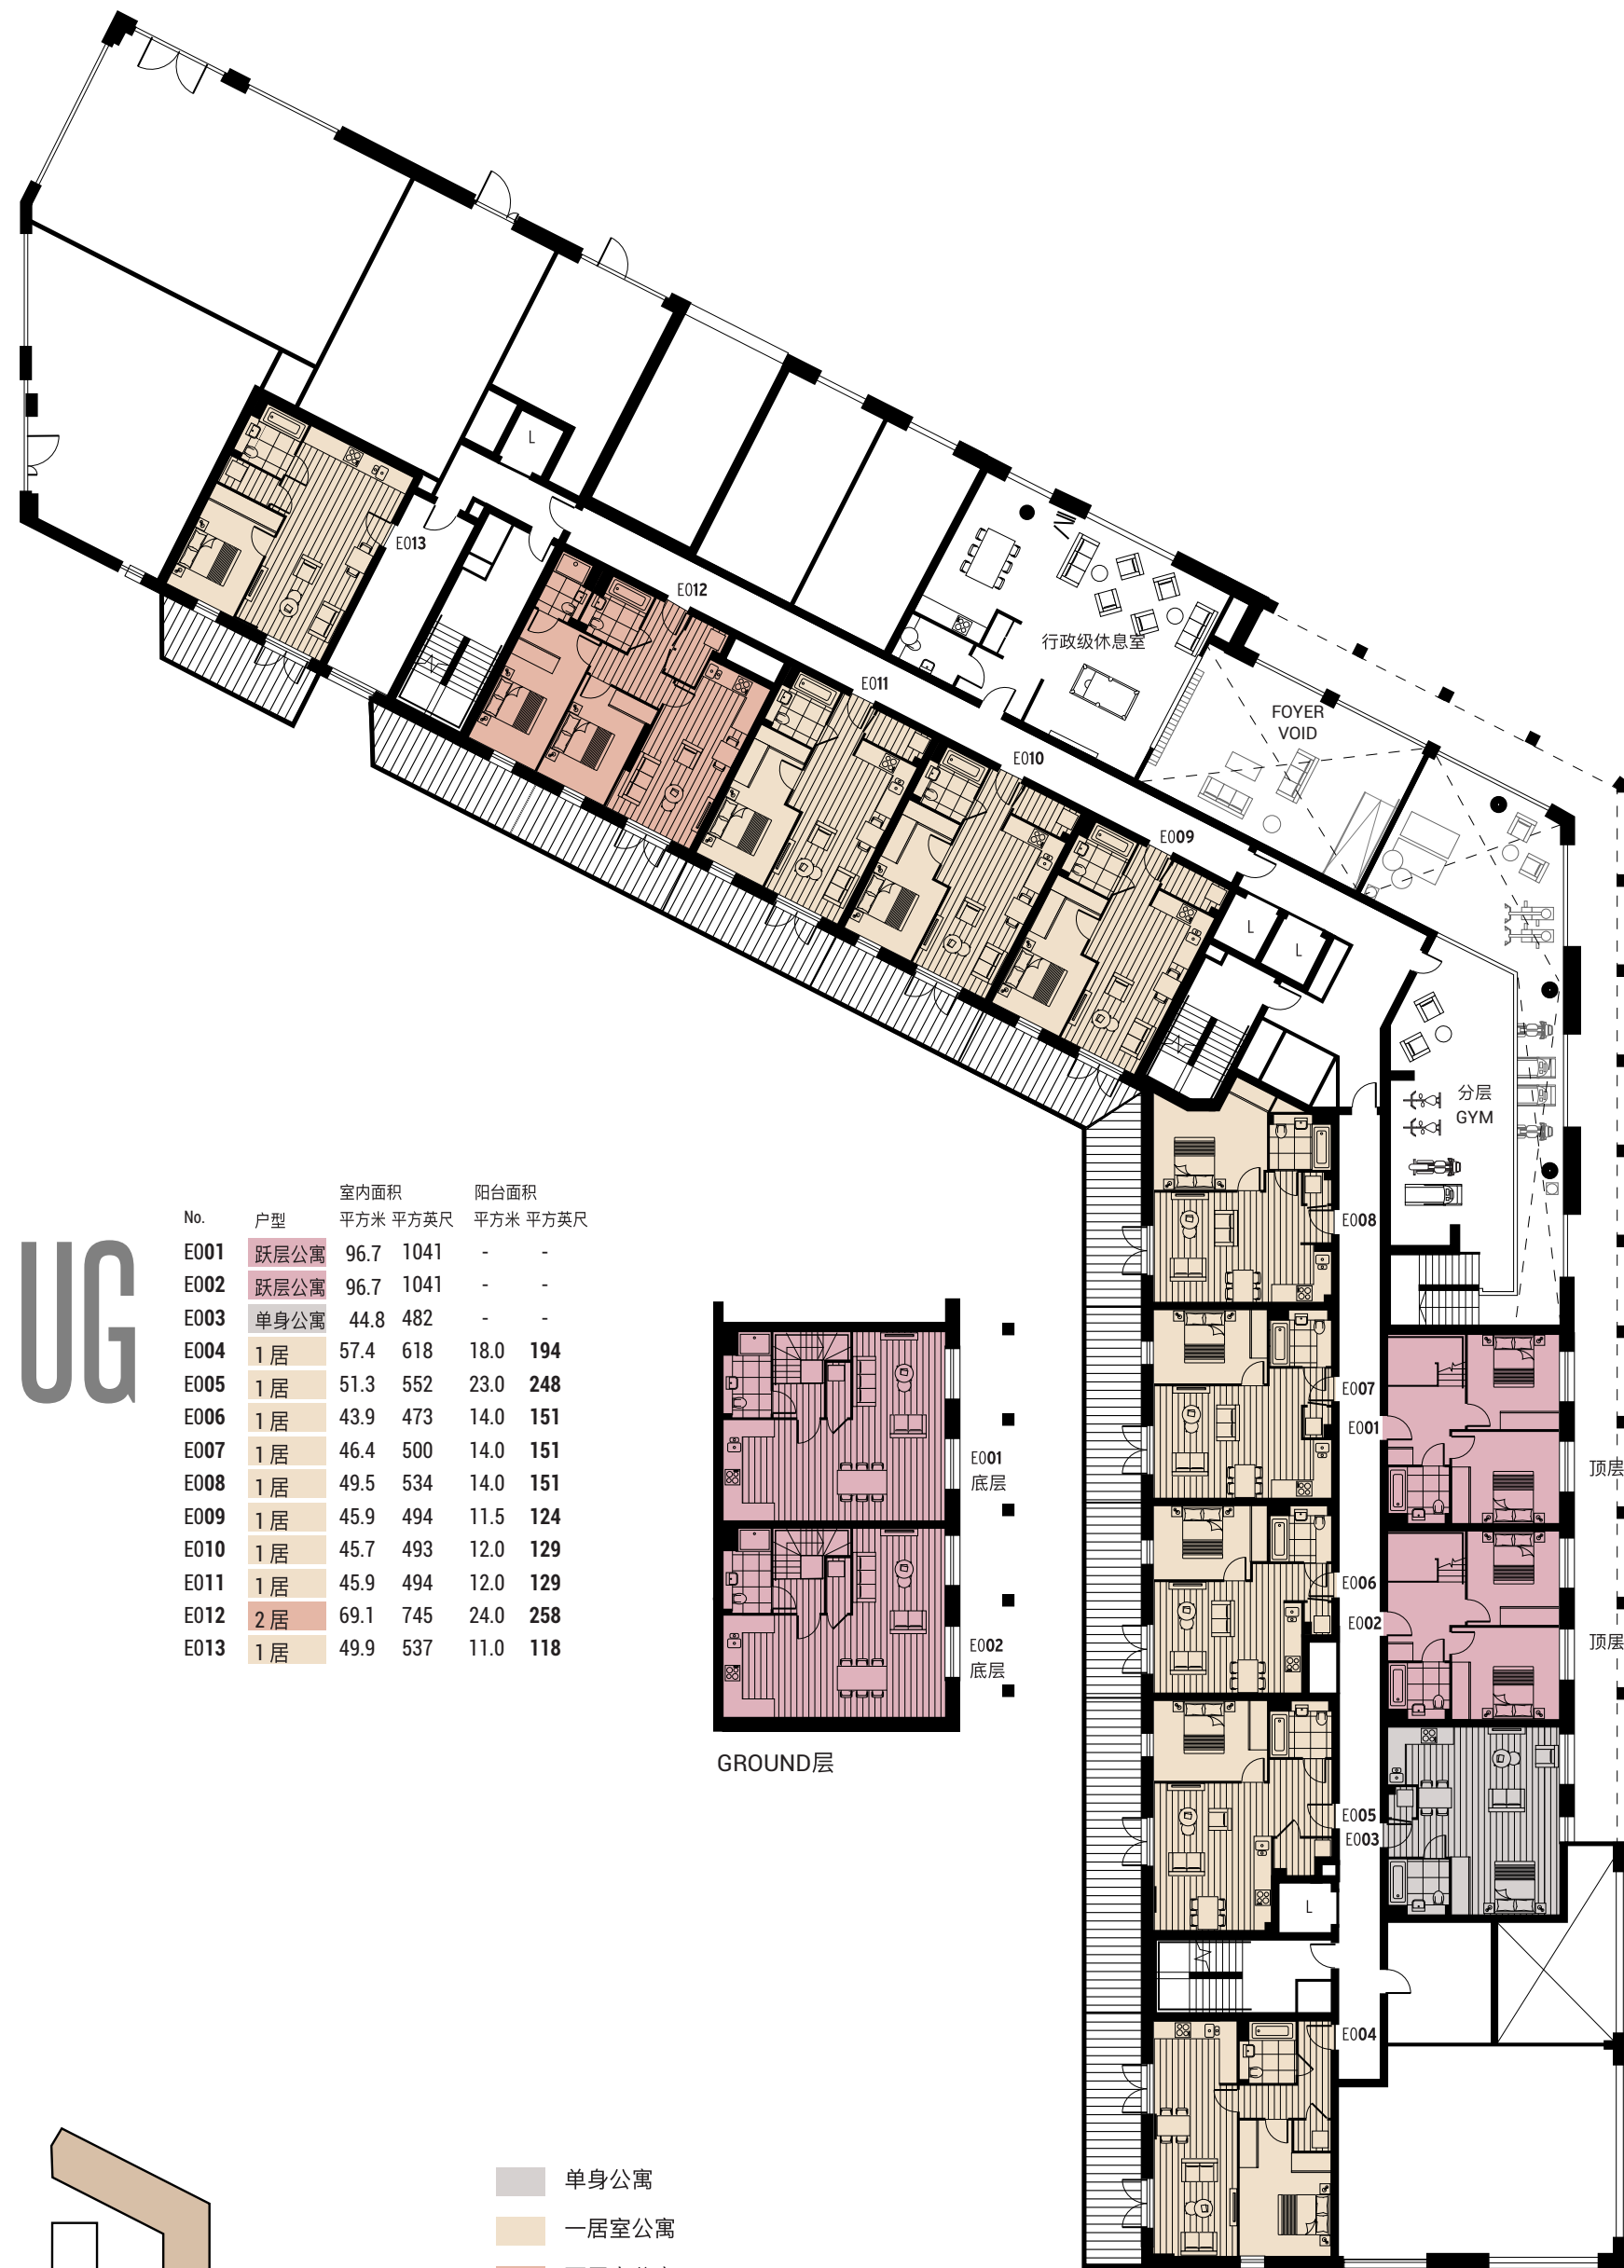 L
E013
E012
行政级休息室
E011
FOYER
VOID
E010
E009
L
L
分层
GYM
UG
室内面积 阳台面积
No. 户型 平方米 平方英尺 平方米 平方英尺
E001 跃层公寓 96.7 1041 - -
E002 跃层公寓 96.7 1041 - -
E003 单身公寓 44.8 482 - -
E004 1 居 57.4 618 18.0 194
E005 1 居 51.3 552 23.0 248
E006 1 居 43.9 473 14.0 151
E007 1 居 46.4 500 14.0 151
E008 1 居 49.5 534 14.0 151
E009 1 居 45.9 494 11.5 124
E010 1 居 45.7 493 12.0 129
E011 1 居 45.9 494 12.0 129
E012 2 居 69.1 745 24.0 258
E013 1 居 49.9 537 11.0 118
E001
底层
E002
底层
GROUND层
E008
E007
E001
顶层
E006
E002
顶层
E005
E003
L
E004
单身公寓
一居室公寓